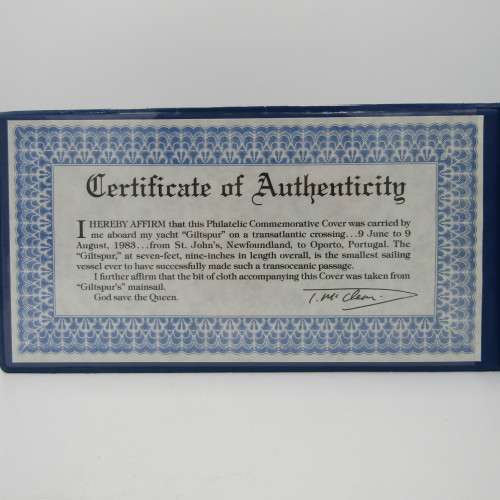 Certificate of Authenticity
I HEREBY AFFIRM that this Philatelic Commemorative Cover was carried by
me aboard my yacht "Giltspur" on a transatlantic crossing...9 June to 9
August, 1983...from St. John's, Newfoundland, to Oporto, Portugal. The
"Giltspur," at seven-feet, nine-inches in length overall, is the smallest sailing
vessel ever to have successfully made such a transoceanic passage.
I further affirm that the bit of cloth accompanying this Cover was taken from
"Giltspur's" mainsail.
God save the Queen.
T. McClean